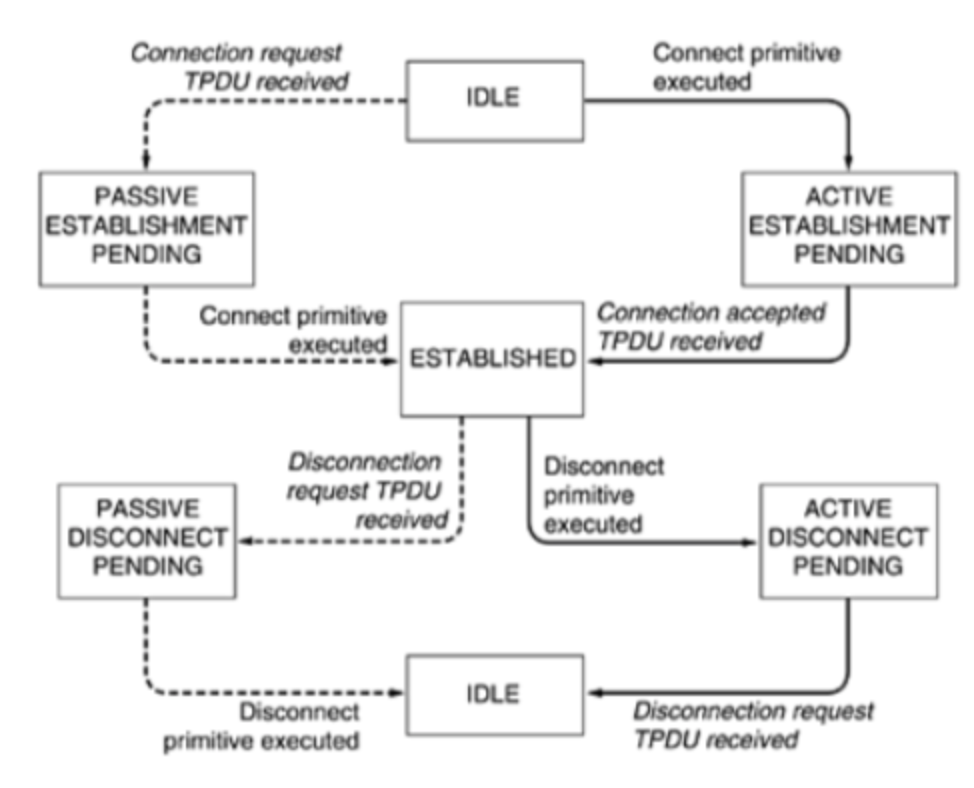 Connection request
TPDU received
IDLE
Connect primitive
executed
PASSIVE
ESTABLISHMENT
PENDING
ACTIVE
ESTABLISHMENT
PENDING
Connect primitive
executed
ESTABLISHED
Connection accepted
TPDU received
Disconnection
request TPDU
received
Disconnect
primitive
executed
PASSIVE
DISCONNECT
PENDING
ACTIVE
DISCONNECT
PENDING
IDLE
Disconnect
primitive executed
Disconnection request
TPDU received